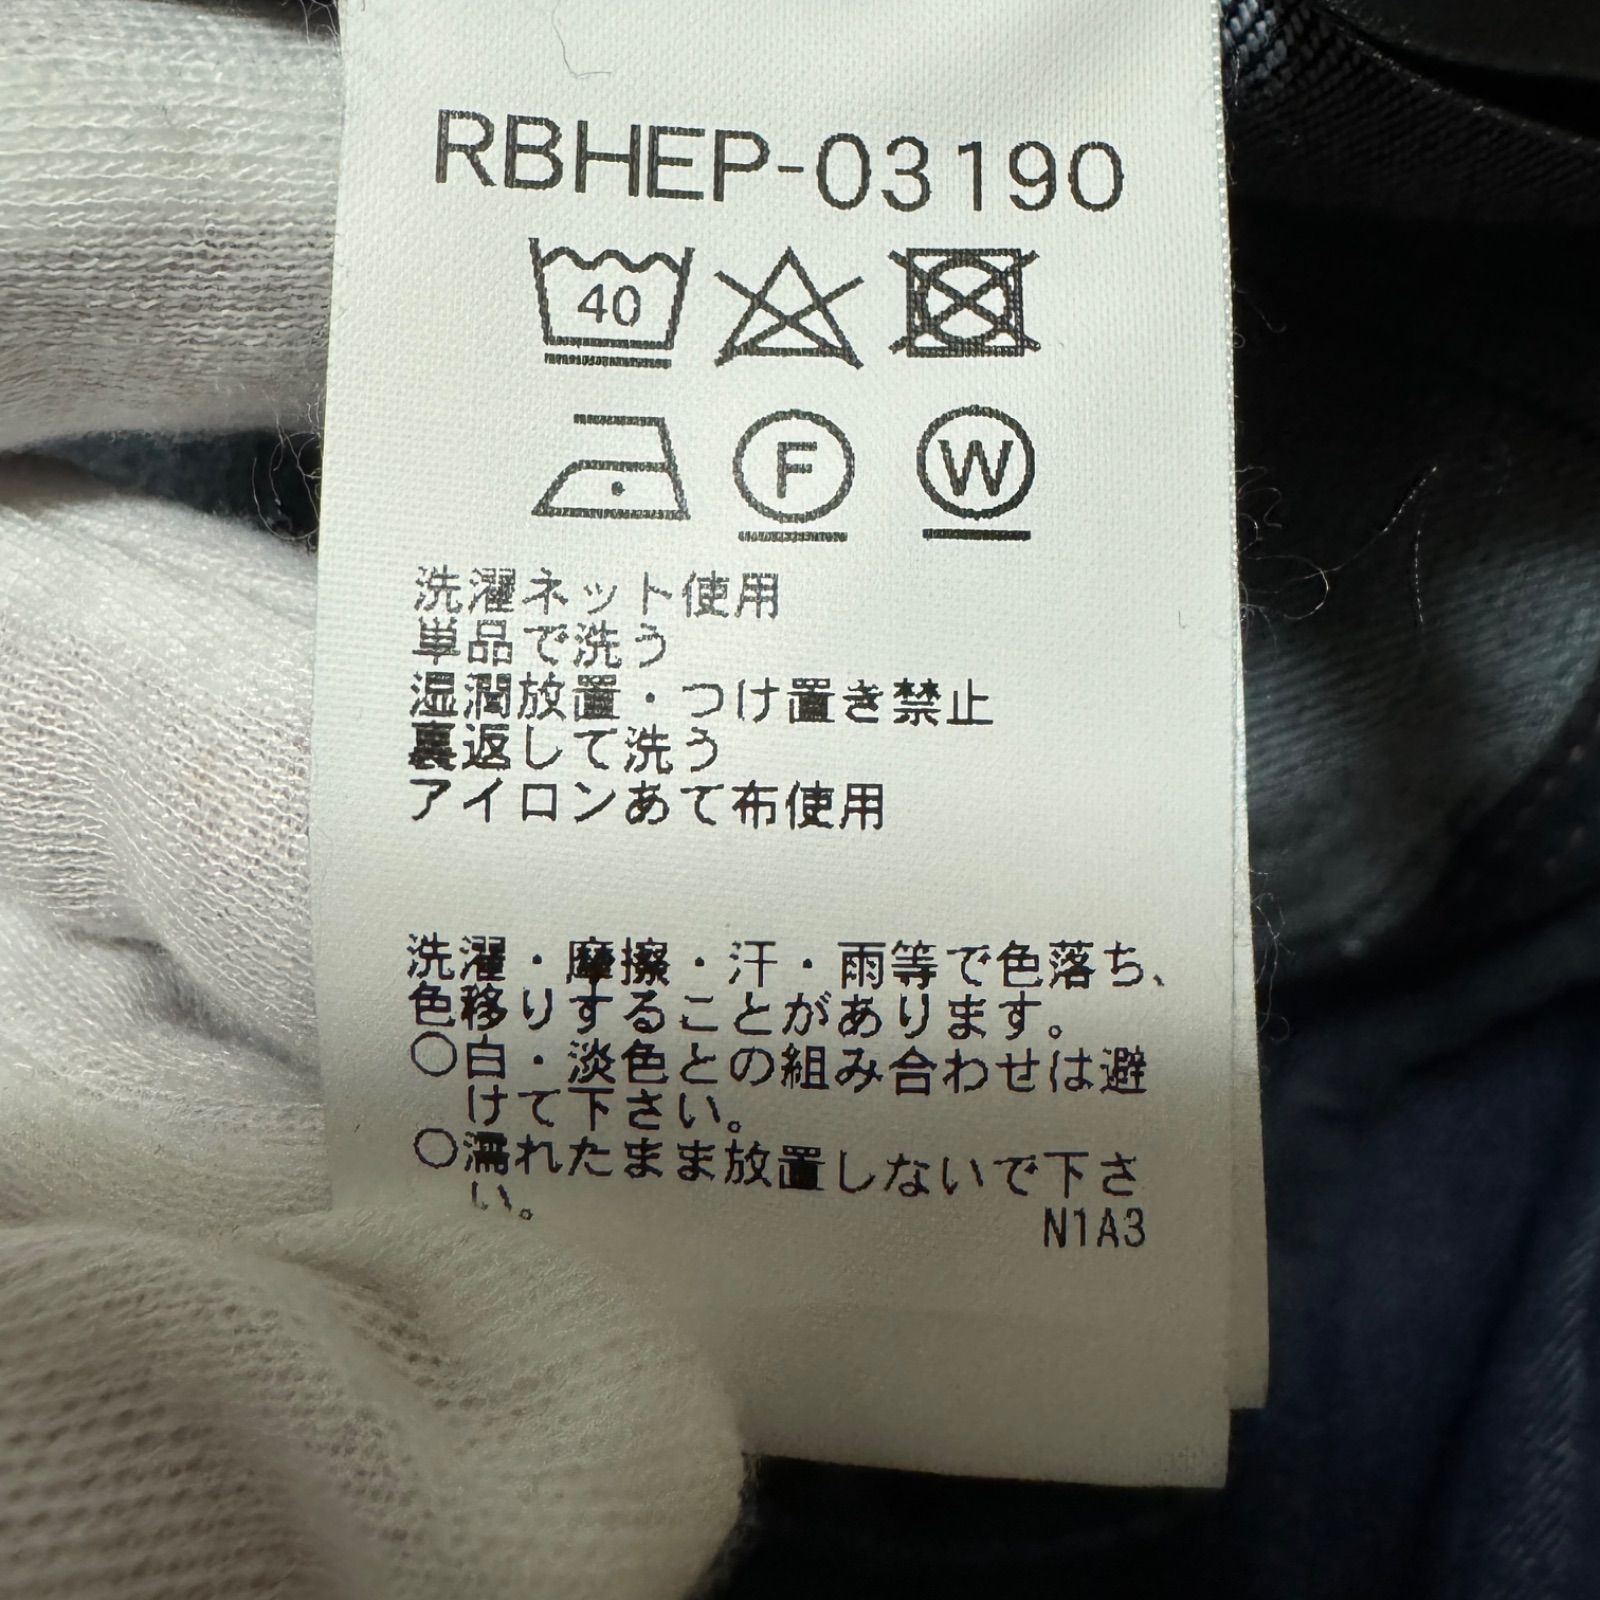 RBHEP-03190
40
F W
洗濯ネット使用
単品で洗う
湿潤放置・つけ置き禁止
裏返して洗う
アイロンあて布使用
洗濯・摩擦・汗・雨等で色落ち、
色移りすることがあります。
○白・淡色との組み合わせは避
けて下さい。
○濡れたまま放置しないで下さ
い。
N1A3